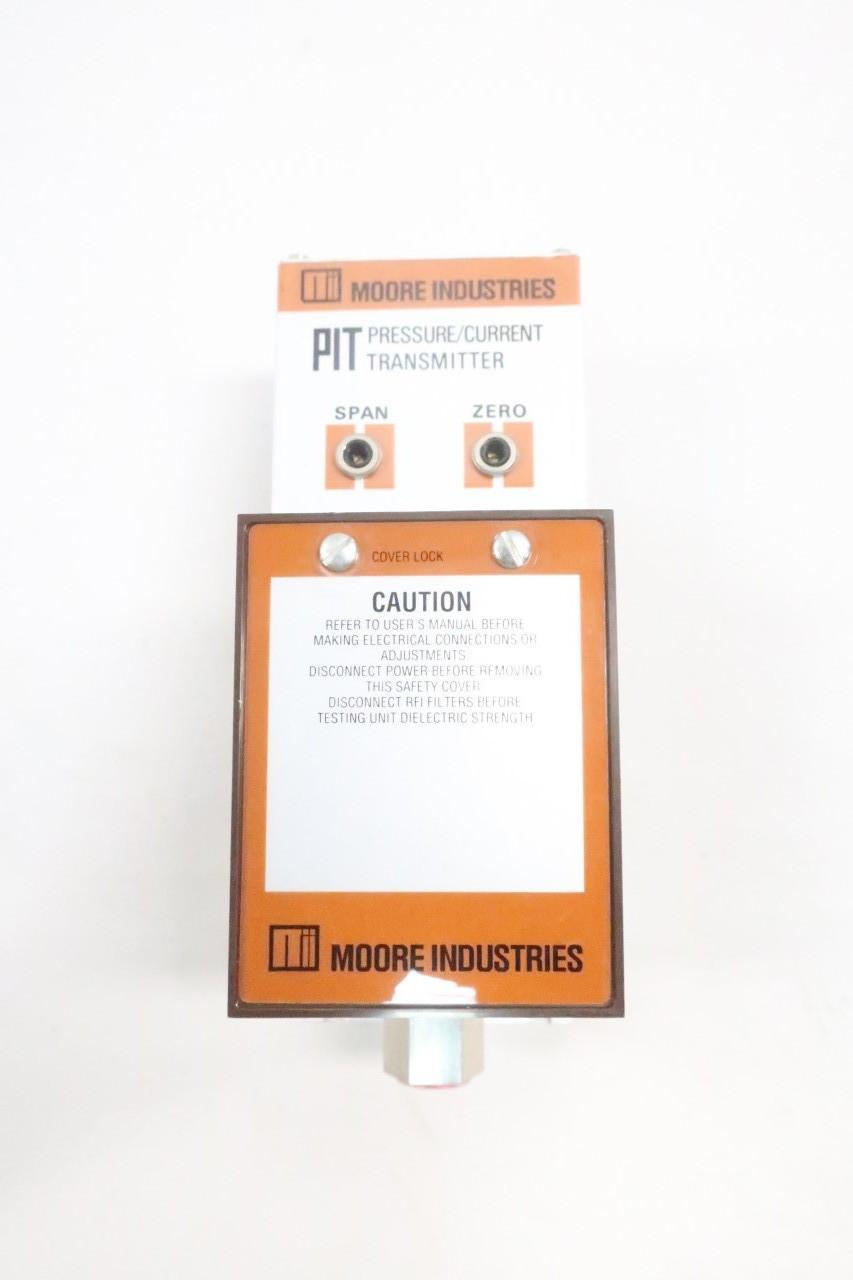 MOORE INDUSTRIES
PIT PRESSURE/CURRENT
TRANSMITTER
SPAN ZERO
COVER LOCK
CAUTION
REFER TO USER'S MANUAL BEFORE
MAKING ELECTRICAL CONNECTIONS OR
ADJUSTMENTS
DISCONNECT POWER BEFORE REMOVING
THIS SAFETY COVER
DISCONNECT RFI FILTERS BEFORE
TESTING UNIT DIELECTRIC STRENGTH
MOORE INDUSTRIES